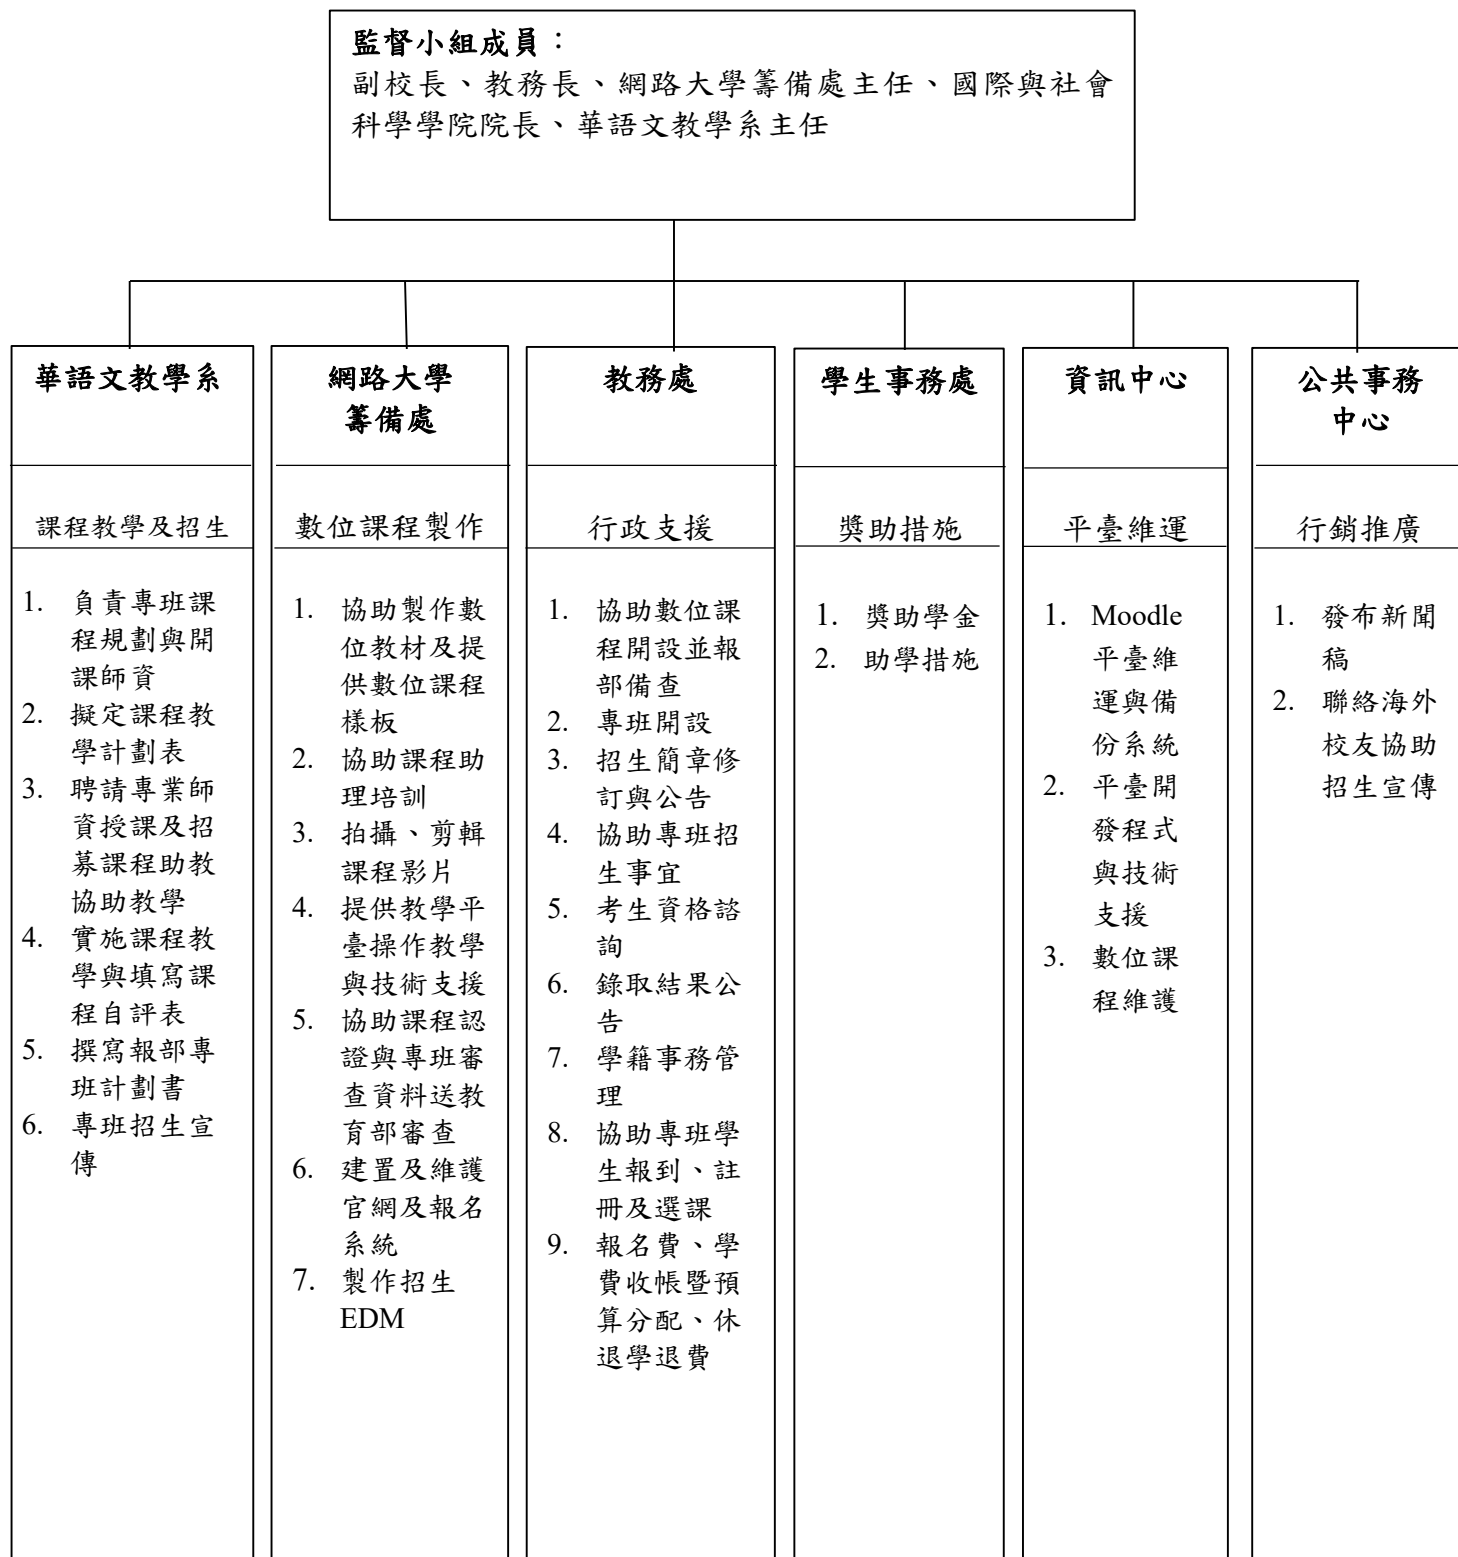 監督小組成員：
副校長、教務長、網路大學籌備處主任、國際與社會
科學學院院長、華語文教學系主任
華語文教學系
課程教學及招生
1. 負責專班課
程規劃與開
課師資
2. 擬定課程教
學計劃表
3. 聘請專業師
資授課及招
募課程助教
協助教學
4. 實施課程教
學與填寫課
程自評表
5. 撰寫報部專
班計劃書
6. 專班招生宣
傳
網路大學
籌備處
數位課程製作
1. 協助製作數
位教材及提
供數位課程
樣板
2. 協助課程助
理培訓
3. 拍攝、剪輯
課程影片
4. 提供教學平
臺操作教學
與技術支援
5. 協助課程認
證與專班審
查資料送教
育部審查
6. 建置及維護
官網及報名
系統
7. 製作招生
EDM
教務處
行政支援
1. 協助數位課
程開設並報
部備查
2. 專班開設
3. 招生簡章修
訂與公告
4. 協助專班招
生事宜
5. 考生資格諮
詢
6. 錄取結果公
告
7. 學籍事務管
理
8. 協助專班學
生報到、註
冊及選課
9. 報名費、學
費收帳暨預
算分配、休
退學退費
學生事務處
獎助措施
1. 獎助學金
2. 助學措施
資訊中心
平臺維運
1. Moodle
平臺維
運與備
份系統
2. 平臺開
發程式
與技術
支援
3. 數位課
程維護
公共事務
中心
行銷推廣
1. 發布新聞
稿
2. 聯絡海外
校友協助
招生宣傳